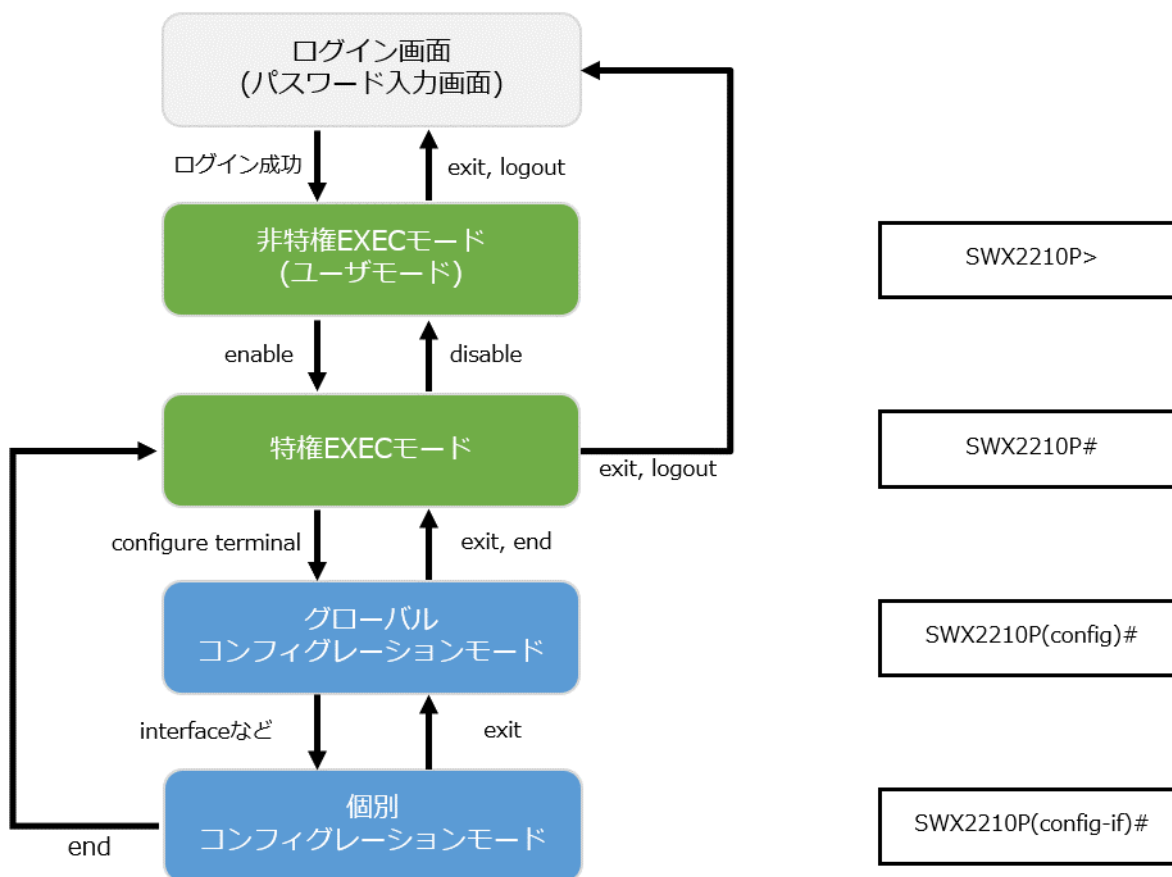 ログイン画面
(パスワード入力画面)
ログイン成功
exit, logout
非特権EXECモード
(ユーザモード)
SWX2210P>
enable
disable
特権EXECモード
SWX2210P#
exit, logout
configure terminal
exit, end
グローバル
コンフィグレーションモード
SWX2210P(config)#
interfaceなど
exit
個別
コンフィグレーションモード
SWX2210P(config-if)#
end